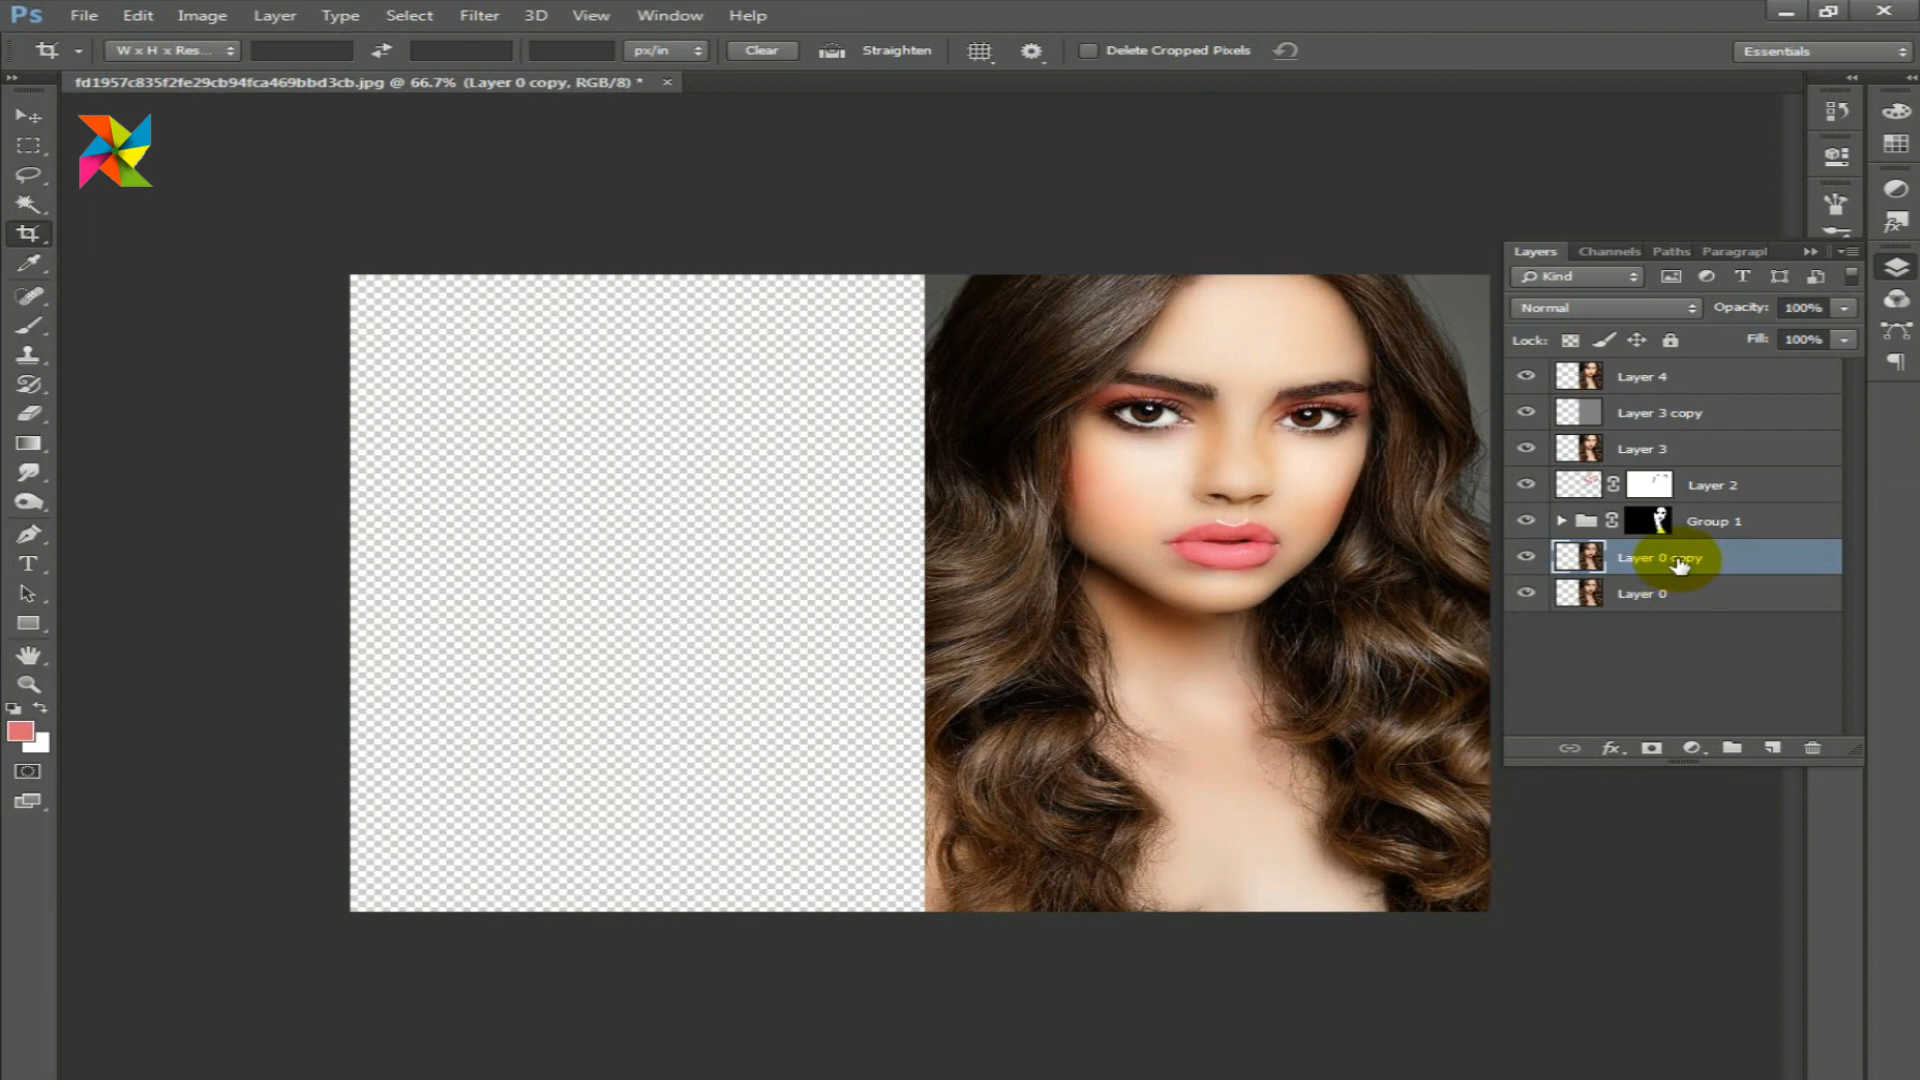 Ps File Edit Image Layer Type Select Filter 3D View Window Help
W x H x Res... px/in Clear Straighten Delete Cropped Pixels Essentials
fd1957c835f2fe29cb94fca469bbd3cb.jpg @ 66.7% (Layer 0 copy, RGB/8) *
Layers Channels Paths Paragrapl
Kind
Normal Opacity: 100%
Lock: Fill: 100%
Layer 4
Layer 3 copy
Layer 3
Layer 2
Group 1
Layer 0 copy
Layer 0